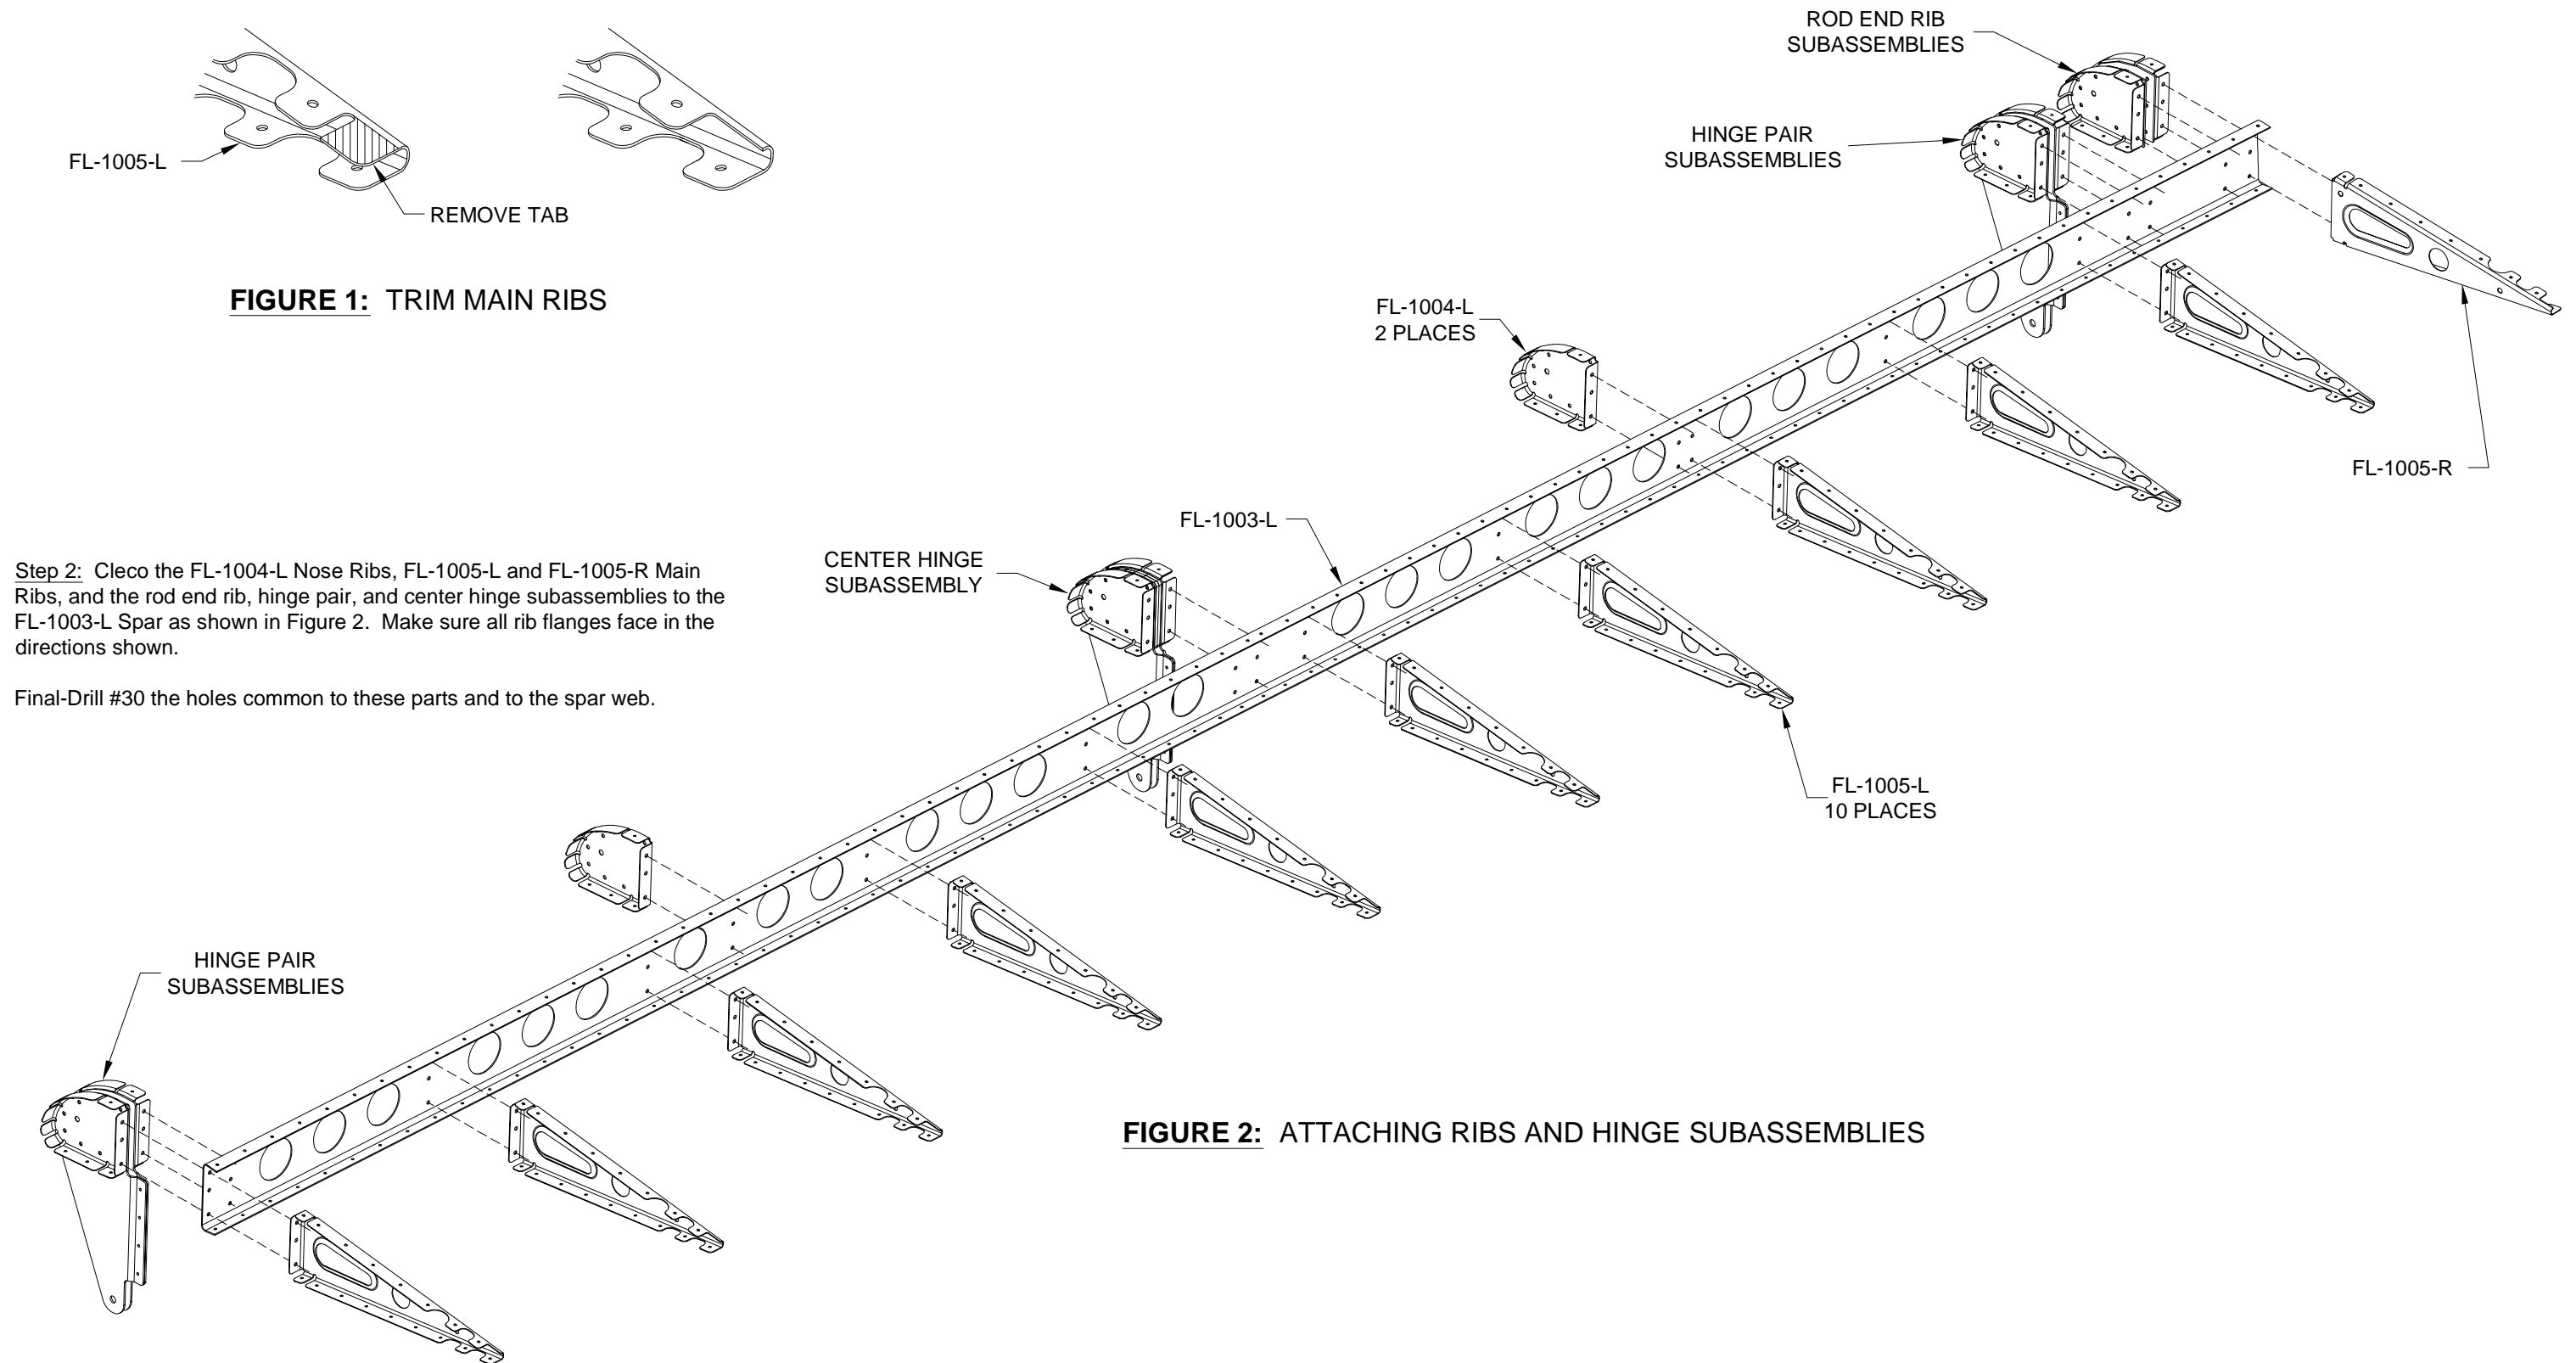 FL-1005-L
REMOVE TAB
FIGURE 1: TRIM MAIN RIBS
Step 2: Cleco the FL-1004-L Nose Ribs, FL-1005-L and FL-1005-R Main
Ribs, and the rod end rib, hinge pair, and center hinge subassemblies to the
FL-1003-L Spar as shown in Figure 2. Make sure all rib flanges face in the
directions shown.
Final-Drill #30 the holes common to these parts and to the spar web.
ROD END RIB
SUBASSEMBLIES
HINGE PAIR
SUBASSEMBLIES
FL-1004-L
2 PLACES
FL-1005-R
FL-1003-L
CENTER HINGE
SUBASSEMBLY
FL-1005-L
10 PLACES
HINGE PAIR
SUBASSEMBLIES
FIGURE 2: ATTACHING RIBS AND HINGE SUBASSEMBLIES